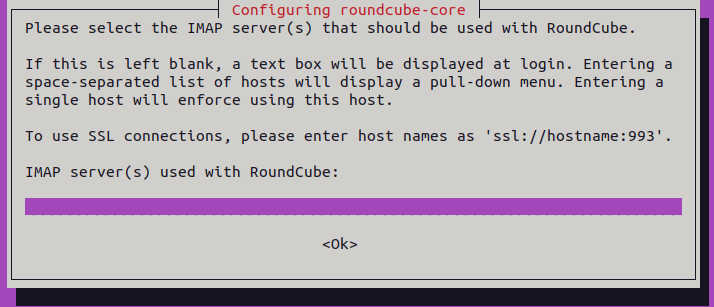 Configuring roundcube-core
Please select the IMAP server(s) that should be used with RoundCube.
If this is left blank, a text box will be displayed at login. Entering a
space-separated list of hosts will display a pull-down menu. Entering a
single host will enforce using this host.
To use SSL connections, please enter host names as 'ssl://hostname:993'.
IMAP server(s) used with RoundCube:
<Ok>